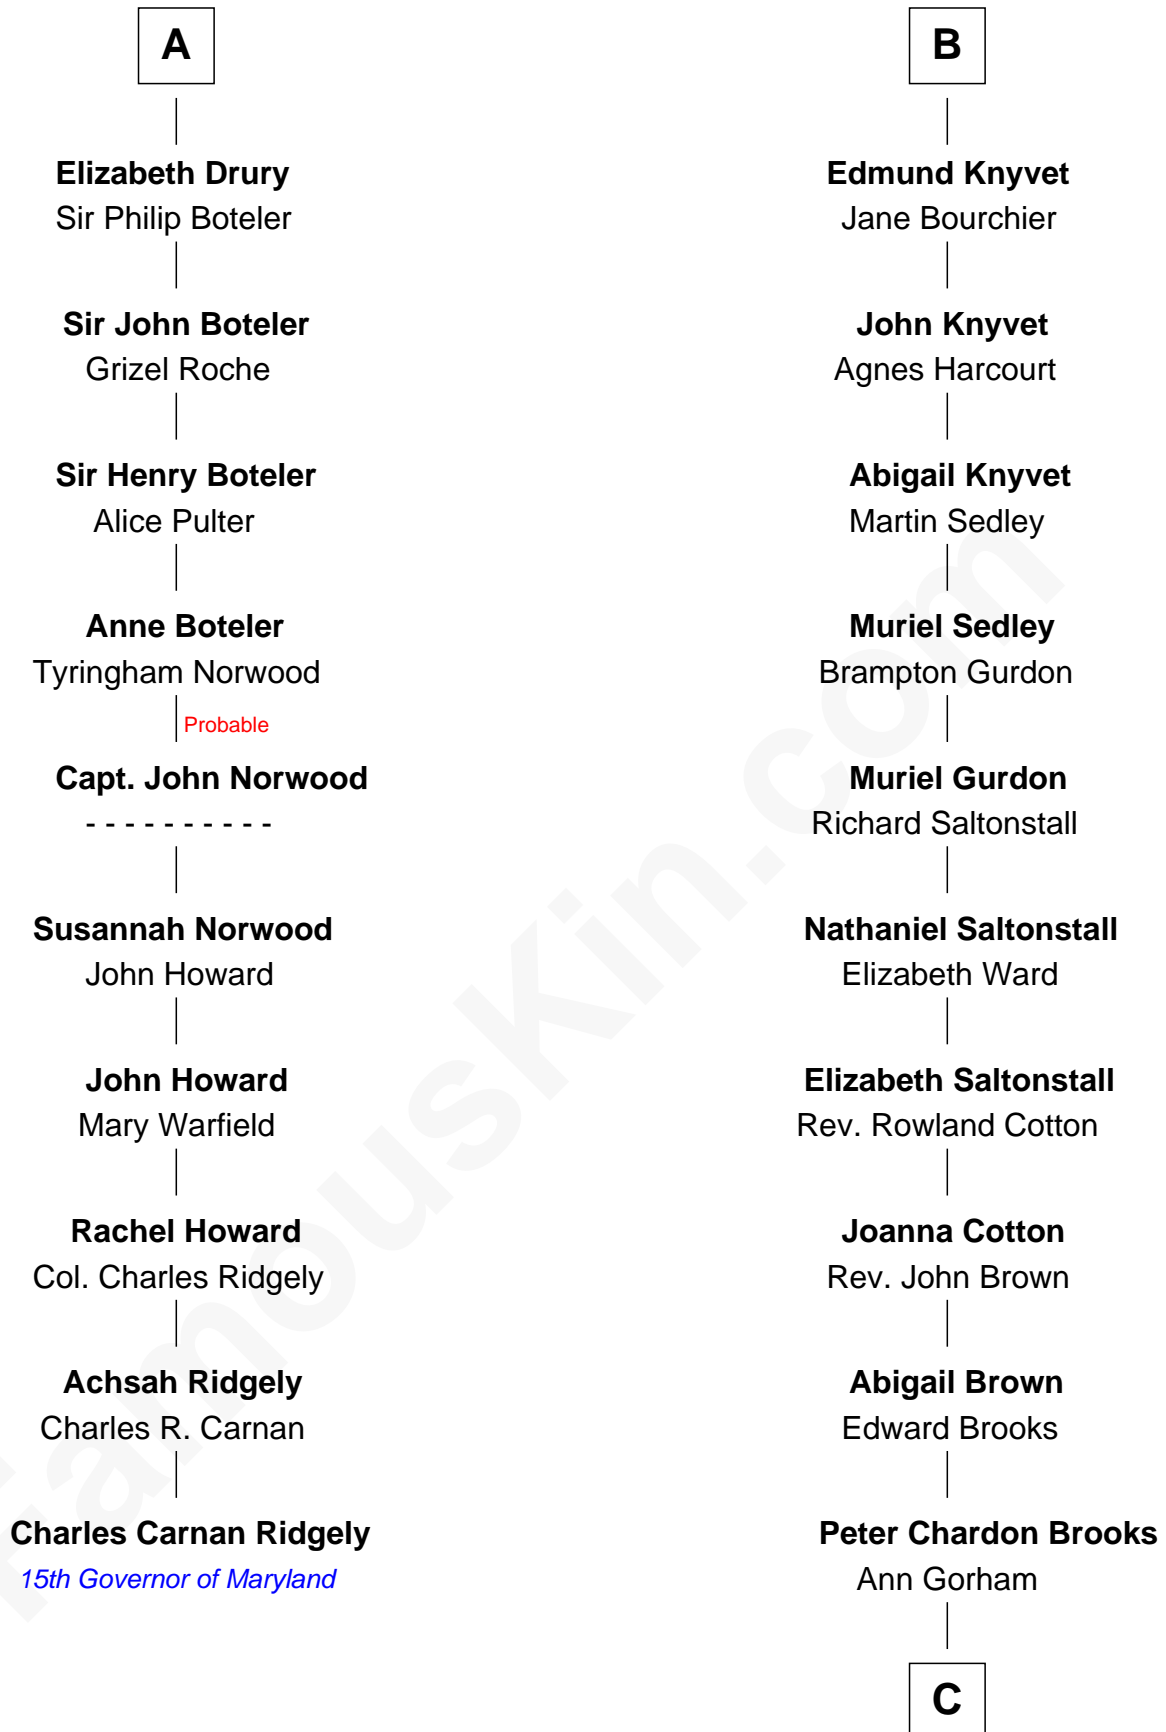 A
Elizabeth Drury
Sir Philip Boteler
Sir John Boteler
Grizel Roche
Sir Henry Boteler
Alice Pulter
Anne Boteler
Tyringham Norwood
Probable
Capt. John Norwood
- - - - - - - - - -
Susannah Norwood
John Howard
John Howard
Mary Warfield
Rachel Howard
Col. Charles Ridgely
Achsah Ridgely
Charles R. Carnan
Charles Carnan Ridgely
15th Governor of Maryland
B
Edmund Knyvet
Jane Bourchier
John Knyvet
Agnes Harcourt
Abigail Knyvet
Martin Sedley
Muriel Sedley
Brampton Gurdon
Muriel Gurdon
Richard Saltonstall
Nathaniel Saltonstall
Elizabeth Ward
Elizabeth Saltonstall
Rev. Rowland Cotton
Joanna Cotton
Rev. John Brown
Abigail Brown
Edward Brooks
Peter Chardon Brooks
Ann Gorham
C
FamousKin.com